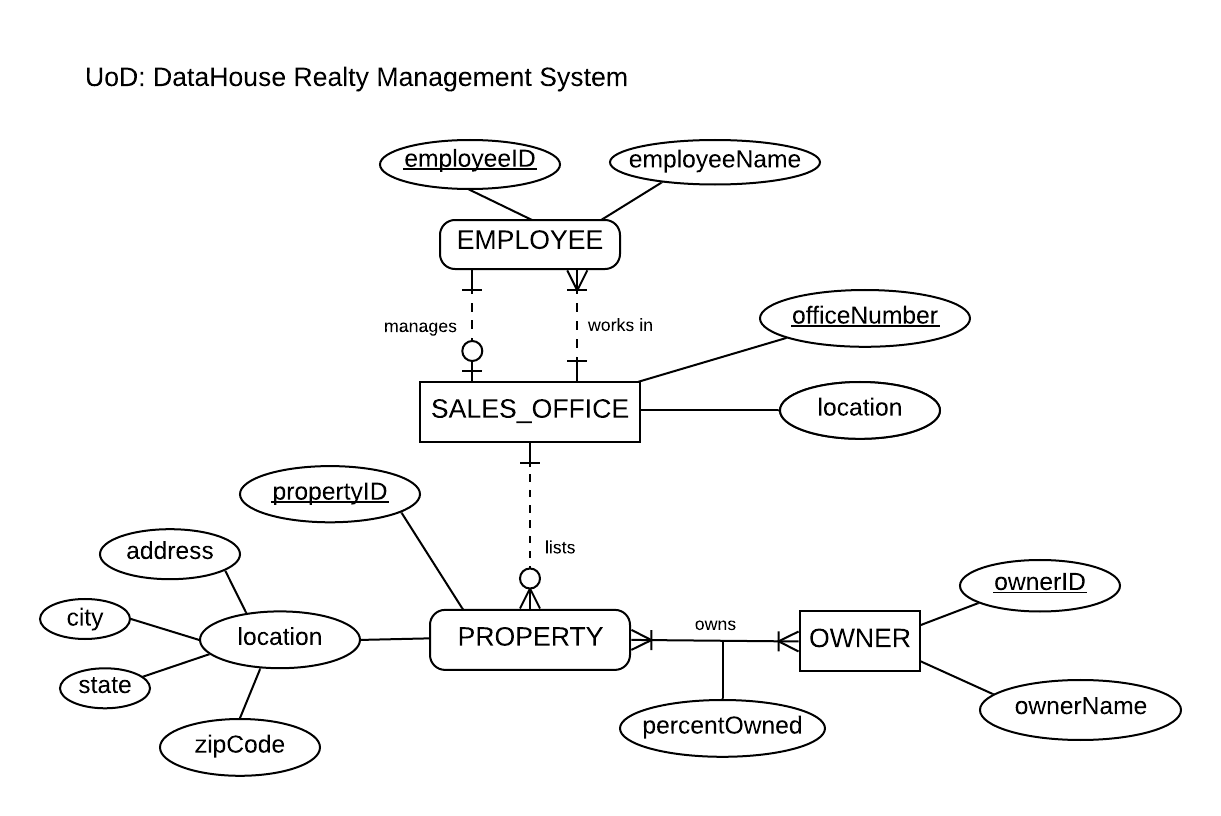 UoD: DataHouse Realty Management System
employeeID
employeeName
EMPLOYEE
manages
works in
officeNumber
SALES_OFFICE
location
propertyID
lists
address
city
location
state
zipCode
PROPERTY
owns
percentOwned
OWNER
ownerID
ownerName